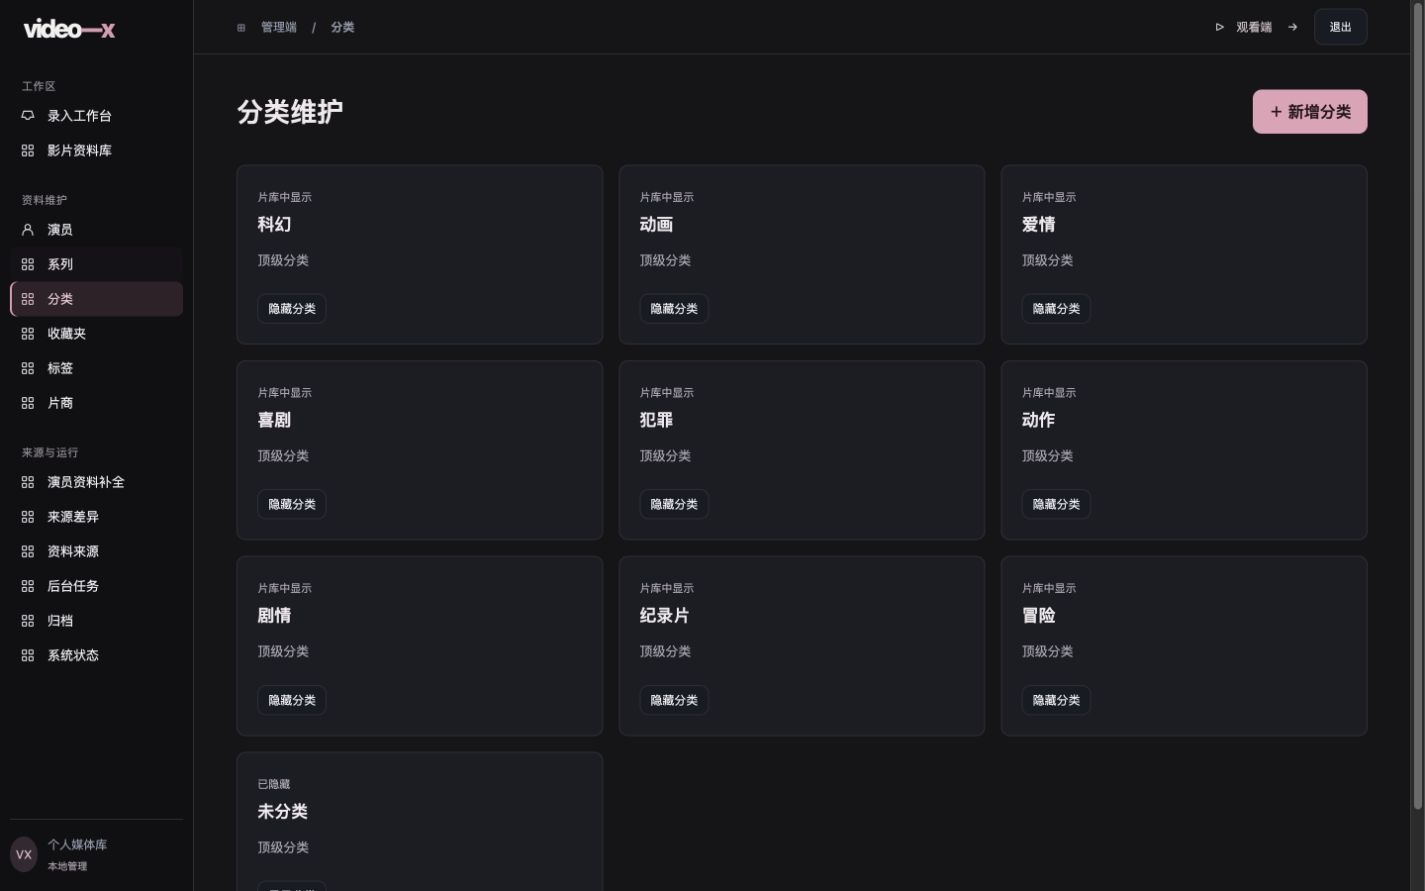 video—x
管理端 / 分类
观看端
退出
工作区
录入工作台
影片资料库
资料维护
演员
系列
分类
收藏夹
标签
片商
来源与运行
演员资料补全
来源差异
资料来源
后台任务
归档
系统状态
VX
个人媒体库
本地管理
分类维护
+ 新增分类
片库中显示
科幻
顶级分类
隐藏分类
片库中显示
动画
顶级分类
隐藏分类
片库中显示
爱情
顶级分类
隐藏分类
片库中显示
喜剧
顶级分类
隐藏分类
片库中显示
犯罪
顶级分类
隐藏分类
片库中显示
动作
顶级分类
隐藏分类
片库中显示
剧情
顶级分类
隐藏分类
片库中显示
纪录片
顶级分类
隐藏分类
片库中显示
冒险
顶级分类
隐藏分类
已隐藏
未分类
顶级分类